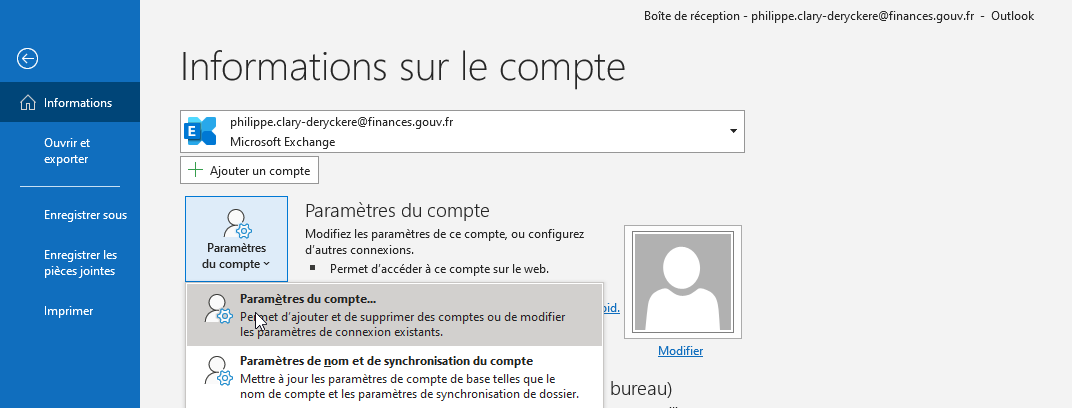 Boîte de réception - philippe.clary-deryckere@finances.gouv.fr - Outlook
Informations sur le compte
Informations
Ouvrir et
exporter
Enregistrer sous
Enregistrer les
pièces jointes
Imprimer
philippe.clary-deryckere@finances.gouv.fr
Microsoft Exchange
Ajouter un compte
Paramètres
du compte
Paramètres du compte
Modifiez les paramètres de ce compte, ou configurez
d'autres connexions.
Permet d'accéder à ce compte sur le web.
Modifier
Paramètres du compte...
Permet d'ajouter et de supprimer des comptes ou de modifier
les paramètres de connexion existants.
Paramètres de nom et de synchronisation du compte
Mettre à jour les paramètres de compte de base telles que le
nom de compte et les paramètres de synchronisation de dossier.
bureau)